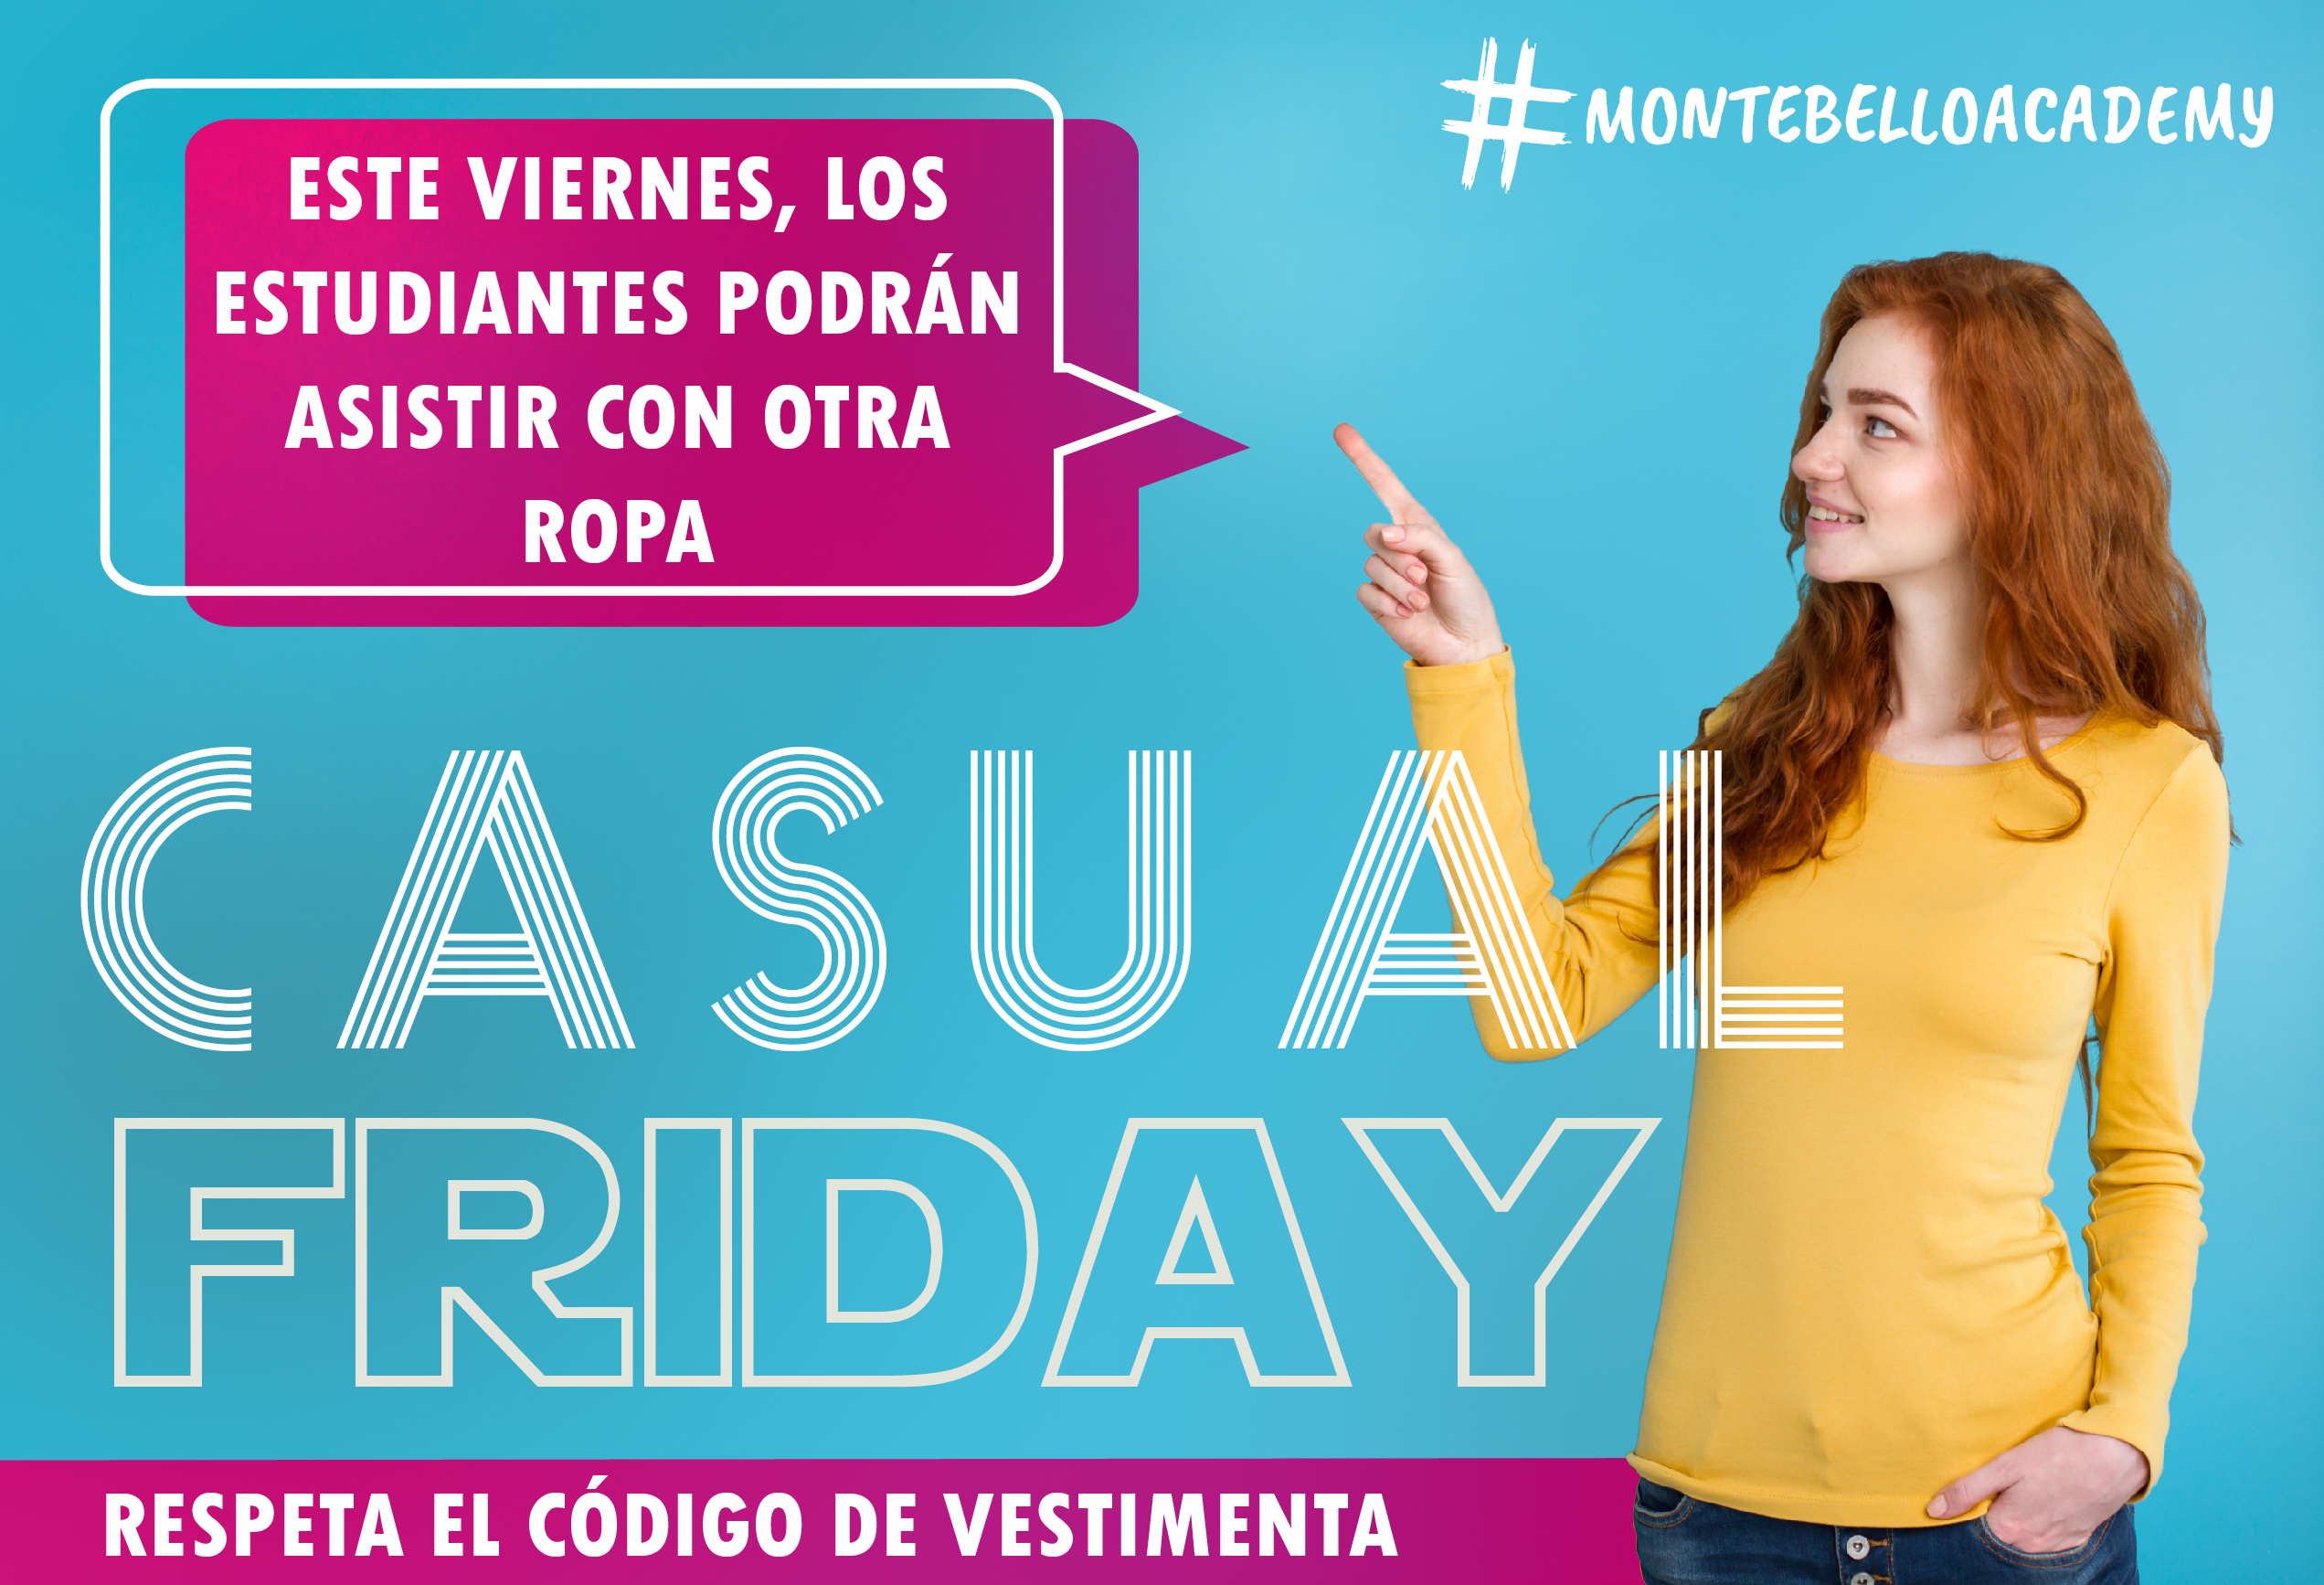 #MONTEBELLOACADEMY
ESTE VIERNES, LOS
ESTUDIANTES PODRÁN
ASISTIR CON OTRA
ROPA
CASUAL
FRIDAY
RESPETA EL CÓDIGO DE VESTIMENTA